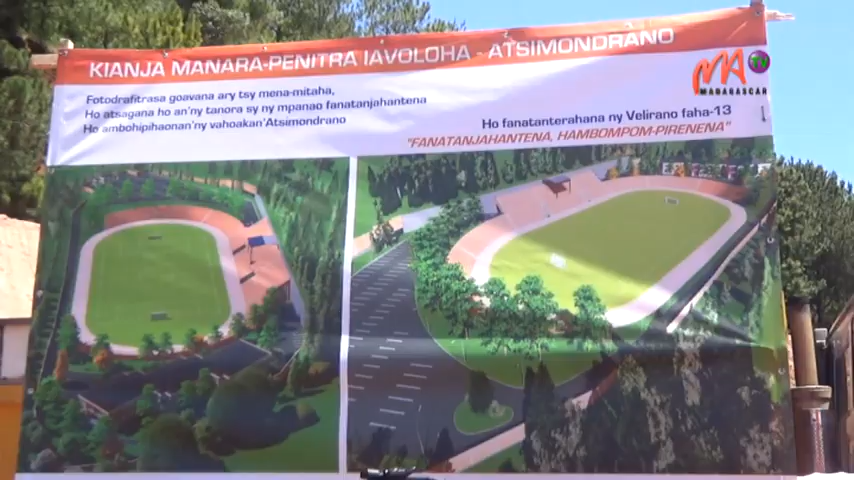 KIANJA MANARA-PENITRA IAVOLOHA - ATSIMONDRANO
MA TV
MADAGASCAR
Fotodrafitrasa goavana ary tsy mena-mitaha,
Ho atsagana ho an'ny tanora sy ny mpanao fanatanjahantena
Ho ambohipihaonan'ny vahoakan'Atsimondrano
Ho fanatanterahana ny Velirano faha-13
"FANATANJAHANTENA, HAMBOMPOM-PIRENENA"